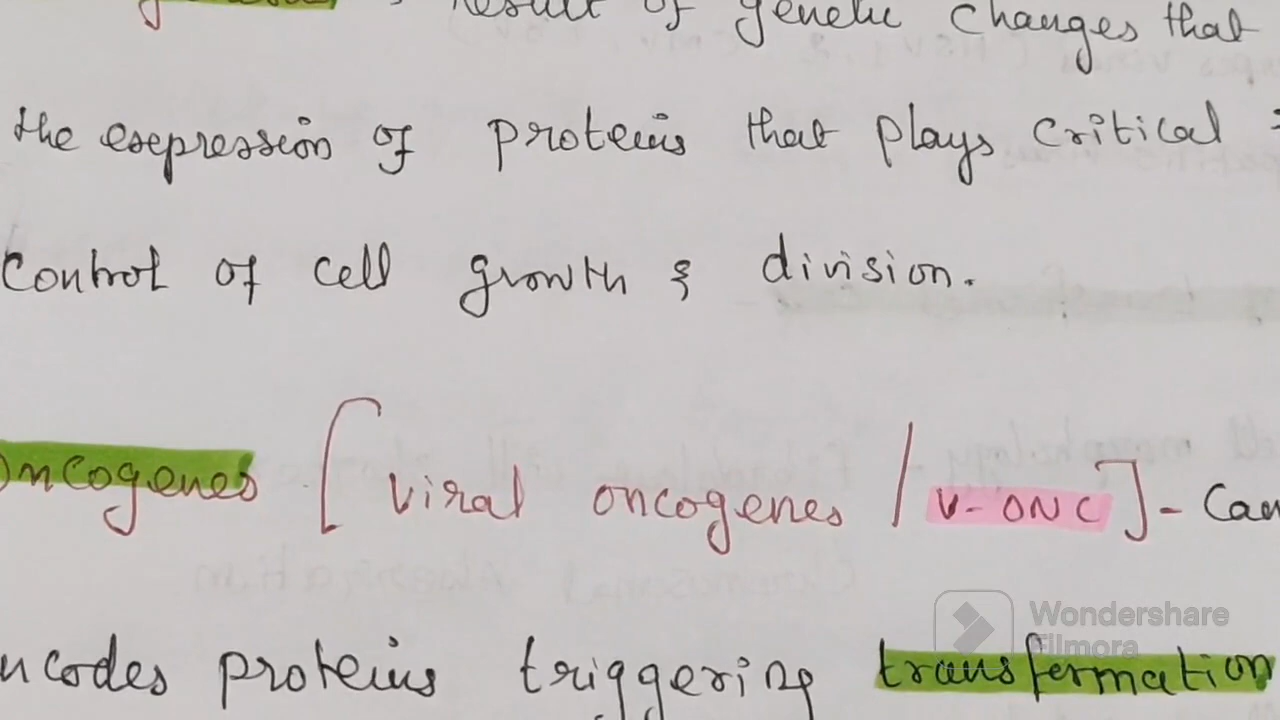 result of genetic changes that
the expression of proteins that plays critical
Control of cell growth & division.
oncogenes [viral oncogenes / V-ONC] - Can
ncodes proteins triggering transformation
Wondershare
Filmora